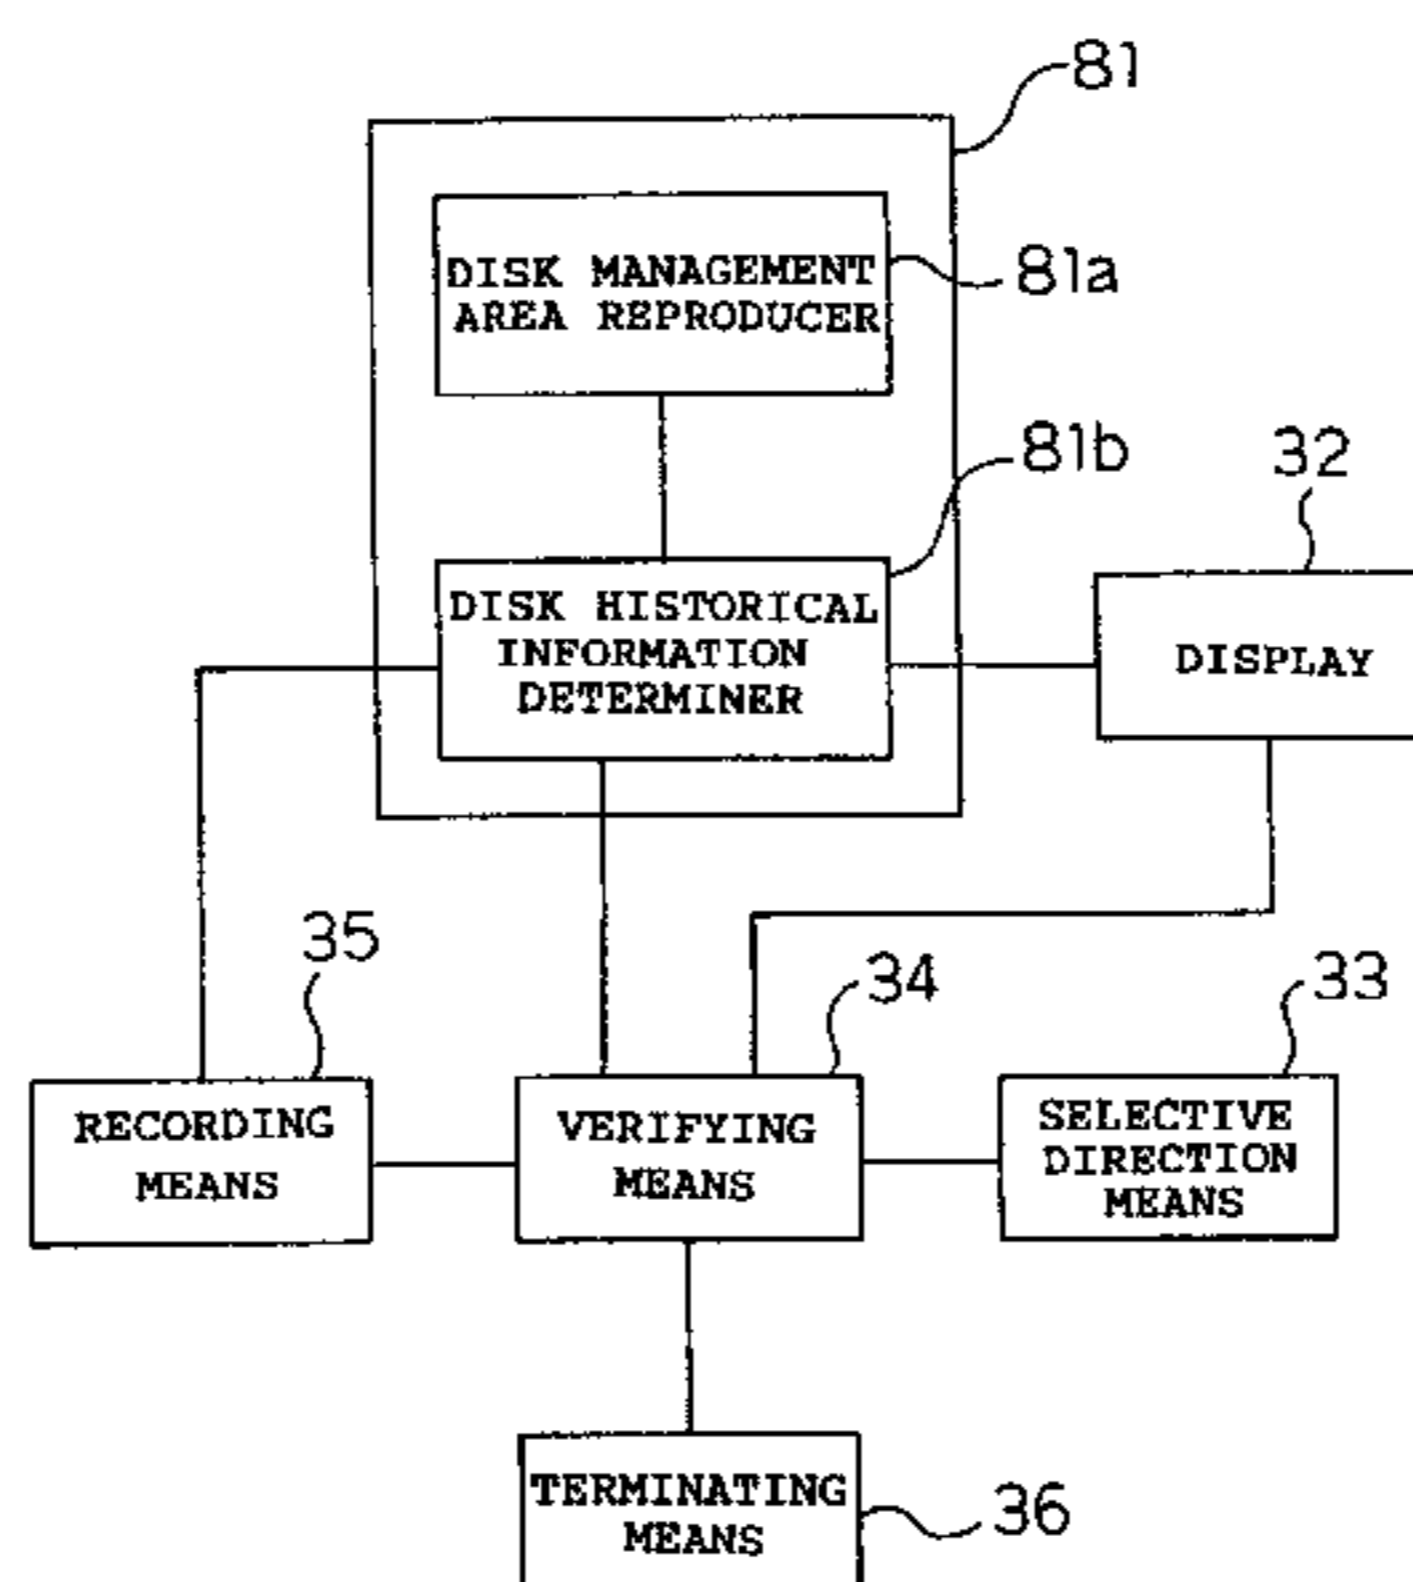 81
DISK MANAGEMENT
AREA REPRODUCER
81a
81b
32
DISK HISTORICAL
INFORMATION
DETERMINER
DISPLAY
35
34
33
RECORDING
MEANS
VERIFYING
MEANS
SELECTIVE
DIRECTION
MEANS
TERMINATING
MEANS
36